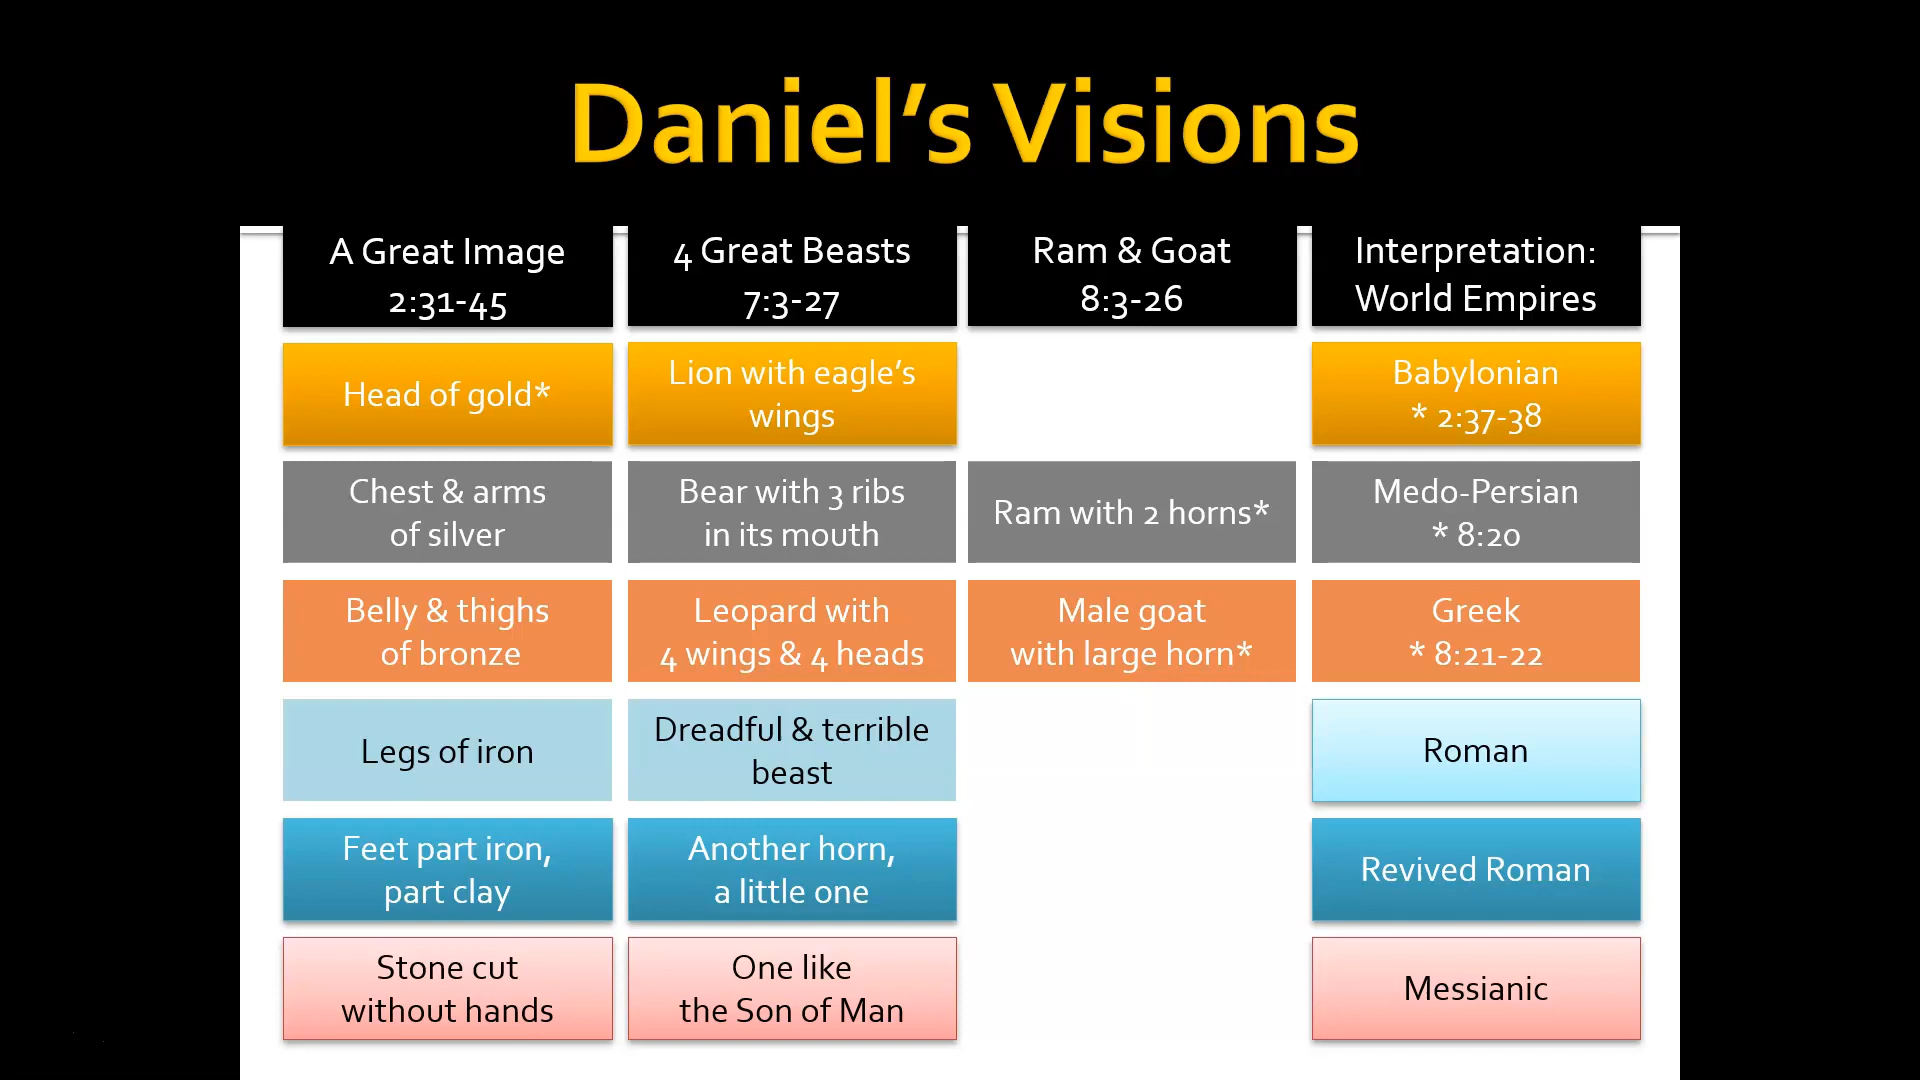 Daniel’s Visions
A Great Image
2:31-45
4 Great Beasts
7:3-27
Ram & Goat
8:3-26
Interpretation:
World Empires
Head of gold*
Lion with eagle’s
wings
Babylonian
* 2:37-38
Chest & arms
of silver
Bear with 3 ribs
in its mouth
Ram with 2 horns*
Medo-Persian
* 8:20
Belly & thighs
of bronze
Leopard with
4 wings & 4 heads
Male goat
with large horn*
Greek
* 8:21-22
Legs of iron
Dreadful & terrible
beast
Roman
Feet part iron,
part clay
Another horn,
a little one
Revived Roman
Stone cut
without hands
One like
the Son of Man
Messianic